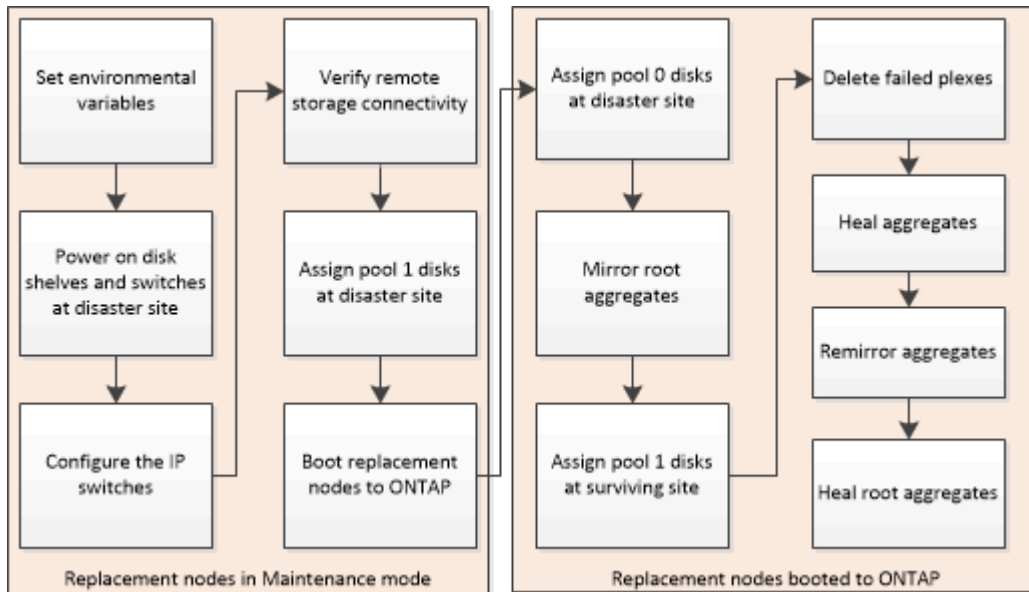 Set environmental
variables
Power on disk
shelves and switches
at disaster site
Configure the IP
switches
Verify remote
storage connectivity
Assign pool 1 disks
at disaster site
Boot replacement
nodes to ONTAP
Replacement nodes in Maintenance mode
Assign pool 0 disks
at disaster site
Mirror root
aggregates
Assign pool 1 disks
at surviving site
Delete failed plexes
Heal aggregates
Remirror aggregates
Heal root aggregates
Replacement nodes booted to ONTAP